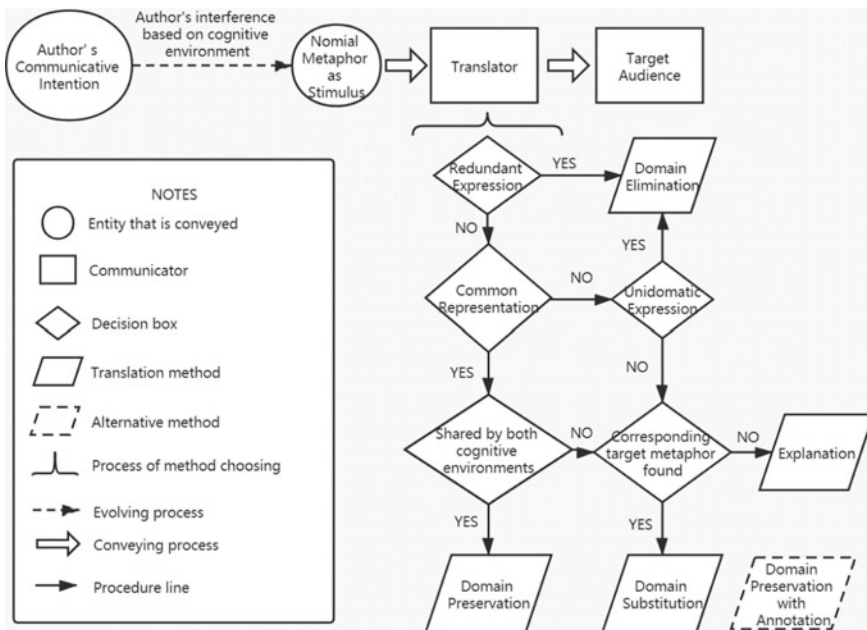 Author' s
Communicative
Intention
Author's interference
based on cognitive
environment
Nomial
Metaphor
as
Stimulus
Translator
Target
Audience
Redundant
Expression
YES
Domain
Elimination
NO
YES
Common
Representation
NO
Unidomatic
Expression
YES
NO
Shared by both
cognitive
environments
NO
Corresponding
target metaphor
found
NO
Explanation
YES
YES
Domain
Preservation
Domain
Substitution
Domain
Preservation
with
Annotation
NOTES
Entity that is conveyed
Communicator
Decision box
Translation method
Alternative method
Process of method choosing
Evolving process
Conveying process
Procedure line